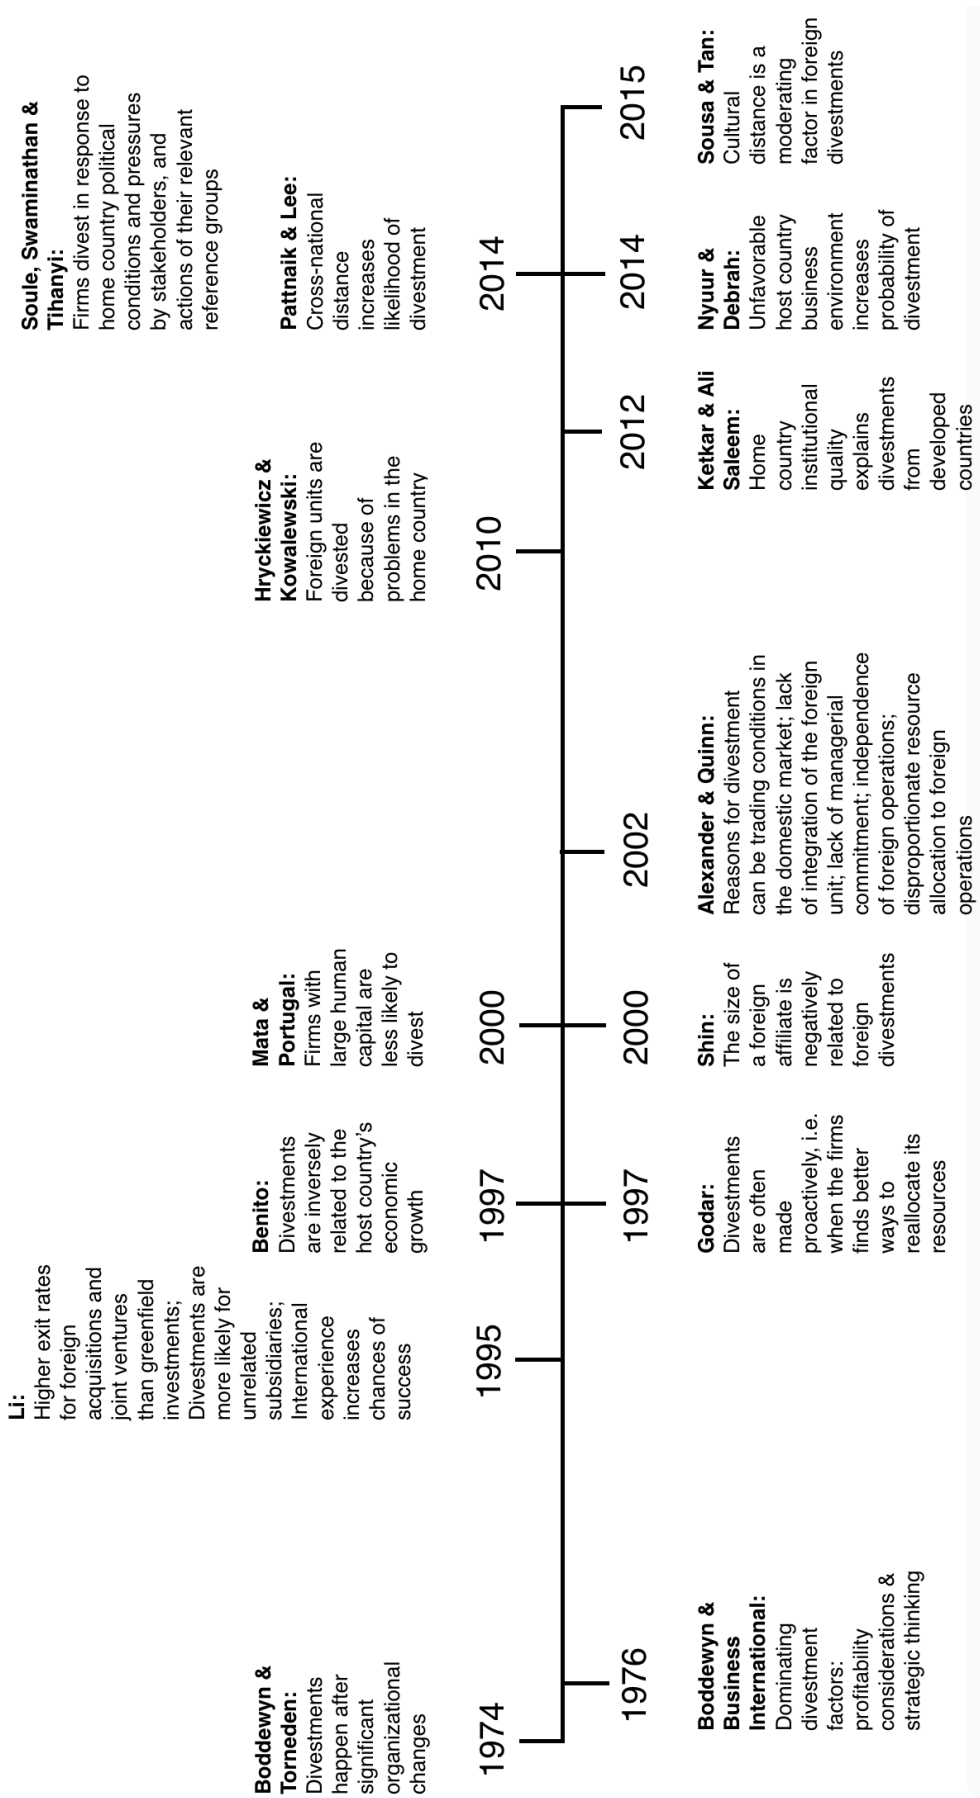 Boddewyn &
Torneden:
Divestments
happen after
significant
organizational
changes
Li:
Higher exit rates
for foreign
acquisitions and
joint ventures
than greenfield
investments;
Divestments are
more likely for
unrelated
subsidiaries;
International
experience
increases
chances of
success
Benito:
Divestments
are inversely
related to the
host country's
economic
growth
Mata &
Portugal:
Firms with
large human
capital are
less likely to
divest
Hryckiewicz &
Kowalewski:
Foreign units are
divested
because of
problems in the
home country
Soule, Swaminathan &
Tihanyi:
Firms divest in response to
home country political
conditions and pressures
by stakeholders, and
actions of their relevant
reference groups
Pattnaik & Lee:
Cross-national
distance
increases
likelihood of
divestment
1974
1995
1997
2000
2010
2014
1976
1997
2000
2002
2012
2014
2015
Boddewyn &
Business
International:
Dominating
divestment
factors:
profitability
considerations &
strategic thinking
Godar:
Divestments
are often
made
proactively, i.e.
when the firms
finds better
ways to
reallocate its
resources
Shin:
The size of
a foreign
affiliate is
negatively
related to
foreign
divestments
Alexander & Quinn:
Reasons for divestment
can be trading conditions in
the domestic market; lack
of integration of the foreign
unit; lack of managerial
commitment; independence
of foreign operations;
disproportionate resource
allocation to foreign
operations
Ketkar & Ali
Saleem:
Home
country
institutional
quality
explains
divestments
from
developed
countries
Nyuur &
Debrah:
Unfavorable
host country
business
environment
increases
probability of
divestment
Sousa & Tan:
Cultural
distance is a
moderating
factor in foreign
divestments